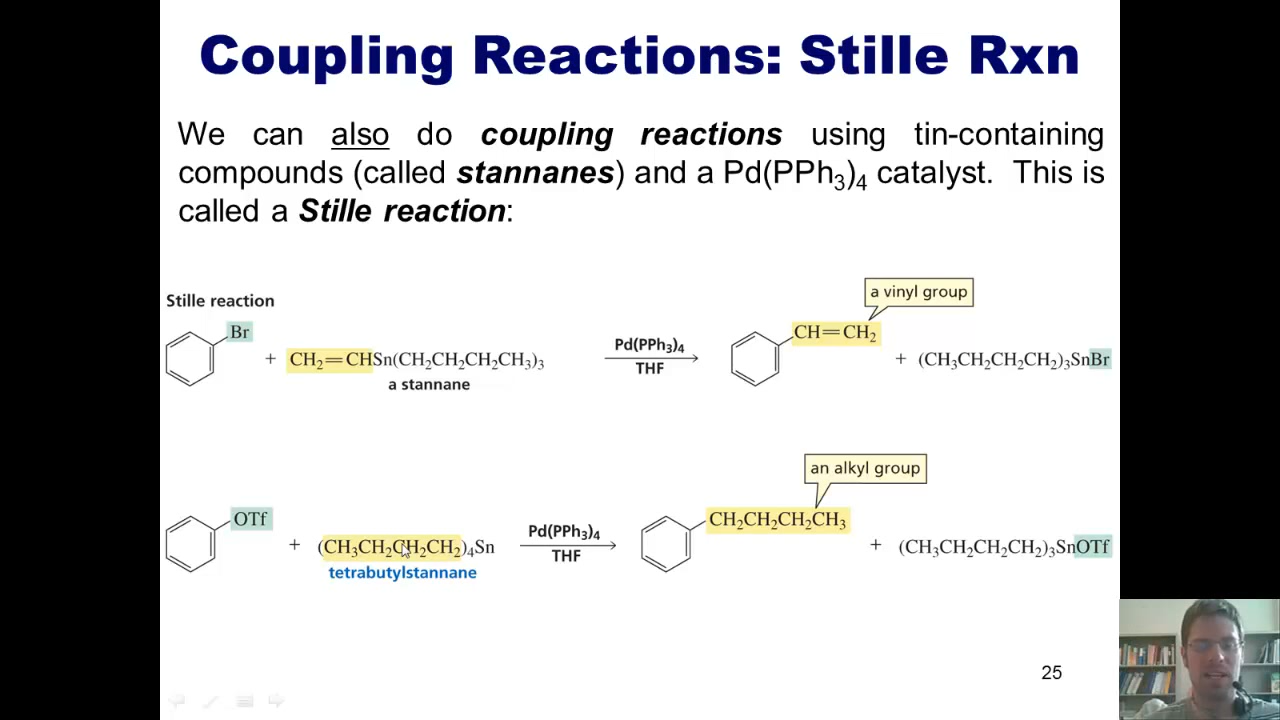 Coupling Reactions: Stille Rxn
We can also do coupling reactions using tin-containing
compounds (called stannanes) and a Pd(PPh₃)₄ catalyst. This is
called a Stille reaction:
Stille reaction
a vinyl group
Br + CH₂=CHSn(CH₂CH₂CH₂CH₃)₃ Pd(PPh₃)₄ CH=CH₂ + (CH₃CH₂CH₂CH₂)₃SnBr
THF
a stannane
an alkyl group
OTf + (CH₃CH₂CH₂CH₂)₄Sn Pd(PPh₃)₄ CH₂CH₂CH₂CH₃ + (CH₃CH₂CH₂CH₂)₃SnOTf
THF
tetrabutylstannane
25